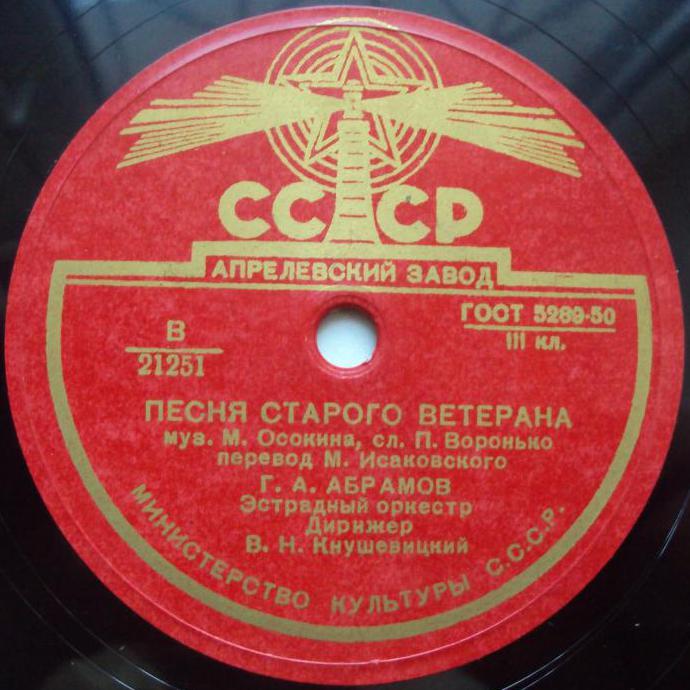 СССР
АПРЕЛЕВСКИЙ ЗАВОД
ГОСТ 5289-50
III кл.
В
21251
ПЕСНЯ СТАРОГО ВЕТЕРАНА
муз. М. Осокина, сл. П. Воронько
перевод М. Исаковского
Г. А. АБРАМОВ
Эстрадный оркестр
Дирижер
В. Н. Кнушевицкий
МИНИСТЕРСТВО КУЛЬТУРЫ С.С.С.Р.